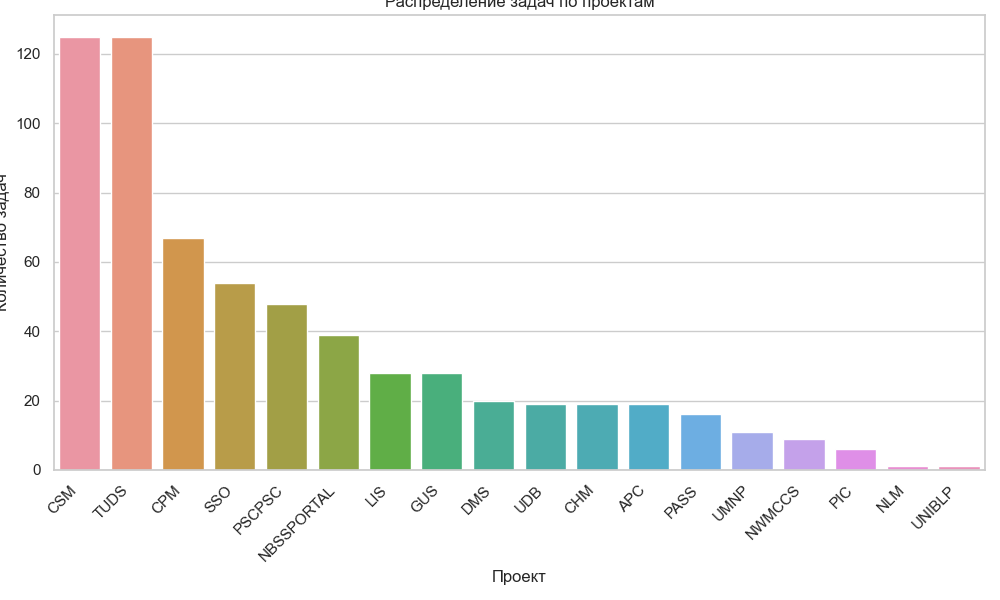 Распределение задач по проектам
Количество задач
120
100
80
60
40
20
0
CSM
TUDS
CPM
SSO
PSCPSC
NBSSPORTAL
LIS
GUS
DMS
UDB
CHM
APC
PASS
UMNP
NWMCCS
PIC
NLM
UNIBLP
Проект